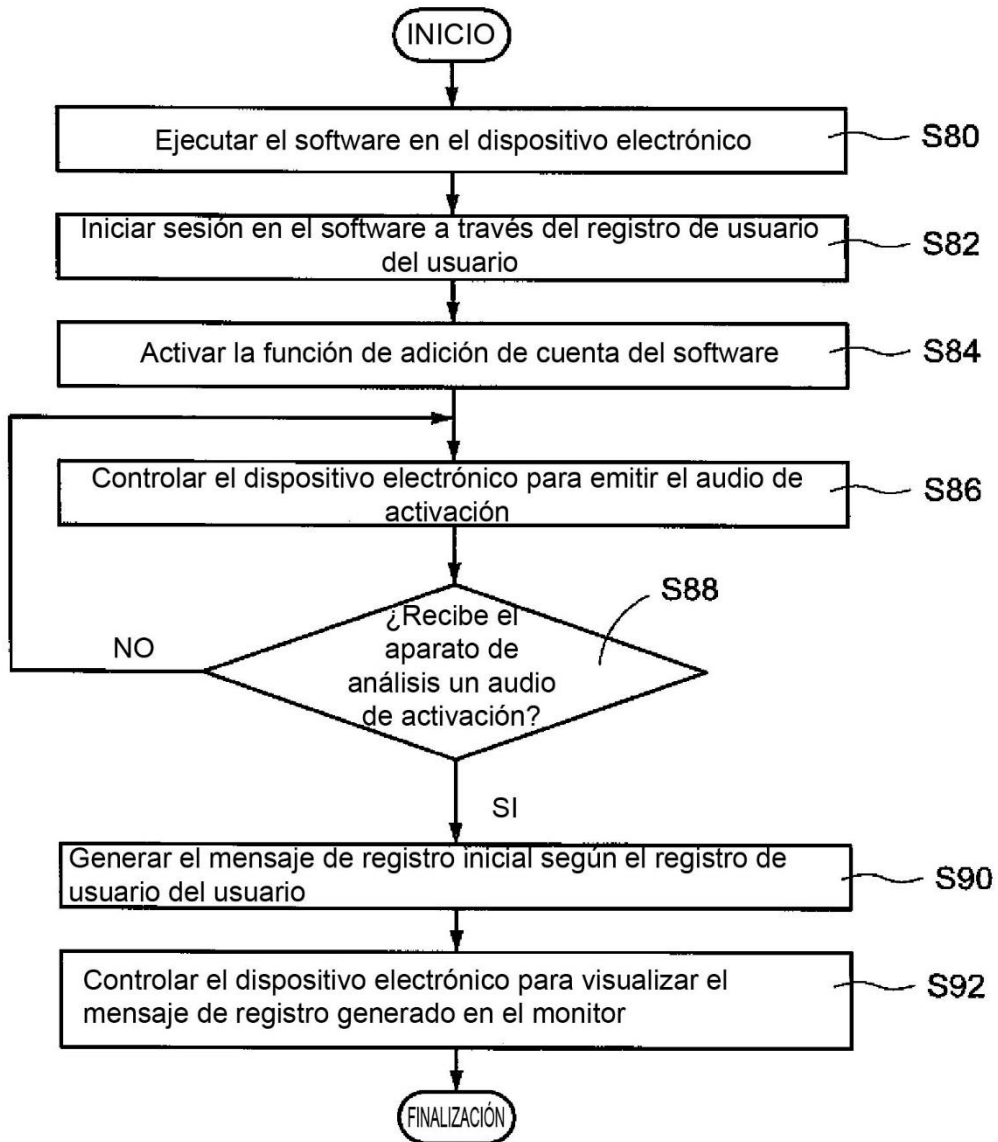 INICIO
Ejecutar el software en el dispositivo electrónico
S80
Iniciar sesión en el software a través del registro de usuario
del usuario
S82
Activar la función de adición de cuenta del software
S84
Controlar el dispositivo electrónico para emitir el audio de
activación
S86
S88
¿Recibe el
aparato de
análisis un audio
de activación?
NO
SI
Generar el mensaje de registro inicial según el registro de
usuario del usuario
S90
Controlar el dispositivo electrónico para visualizar el
mensaje de registro generado en el monitor
S92
FINALIZACIÓN